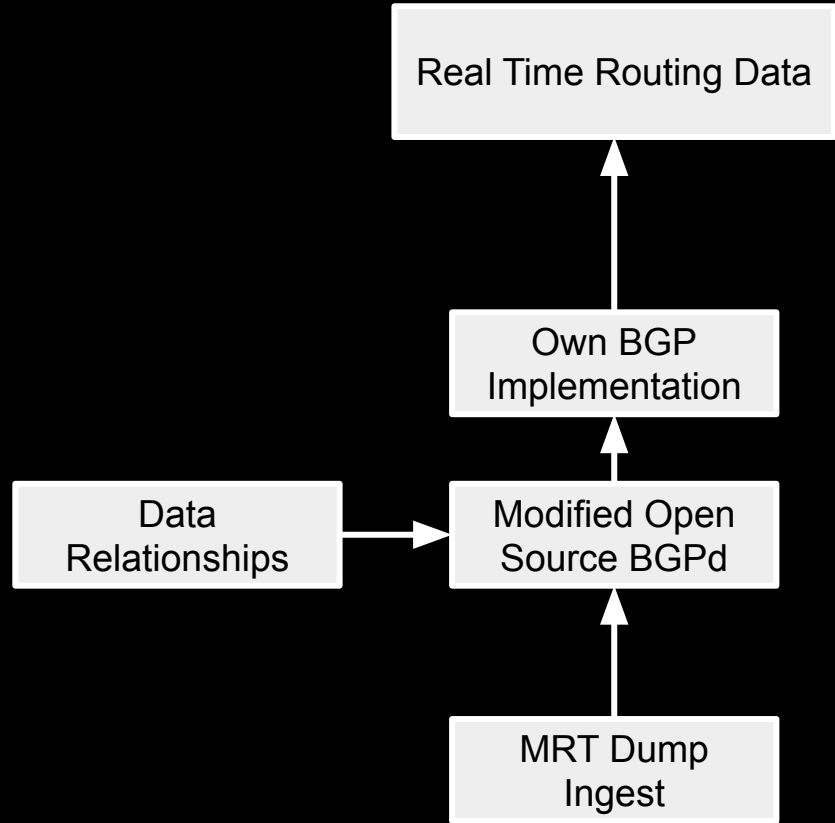 Real Time Routing Data
Own BGP
Implementation
Data
Relationships
Modified Open
Source BGPd
MRT Dump
Ingest